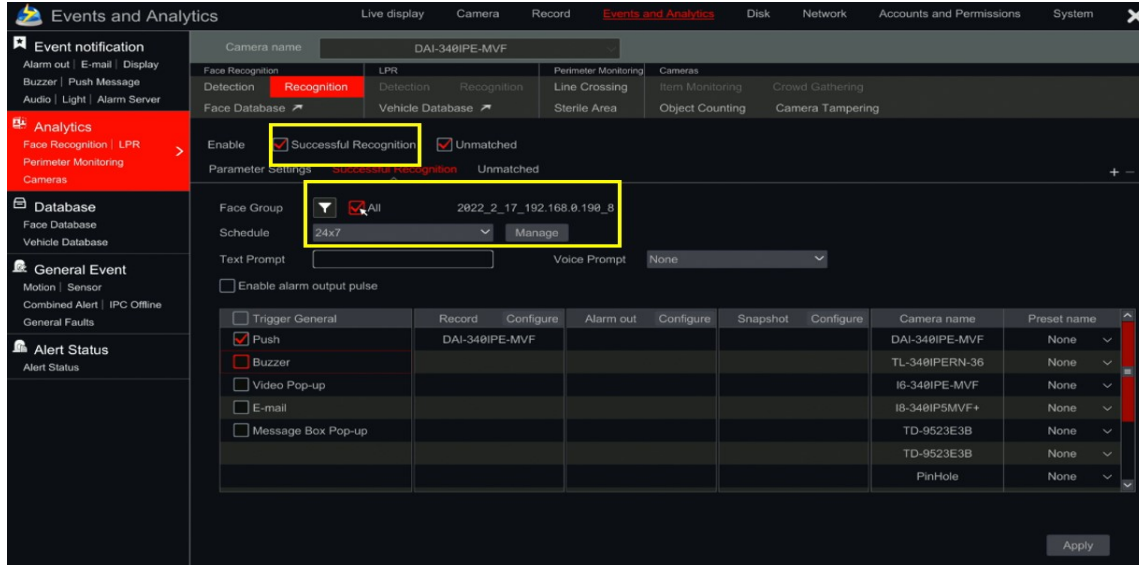 Events and Analytics
Live display Camera Record Events and Analytics Disk Network Accounts and Permissions System
Event notification
Alarm out | E-mail | Display
Buzzer | Push Message
Audio | Light | Alarm Server
Analytics
Face Recognition | LPR
Perimeter Monitoring
Cameras
Database
Face Database
Vehicle Database
General Event
Motion | Sensor
Combined Alert | IPC Offline
General Faults
Alert Status
Alert Status
Camera name DAI-340IPE-MVF
Face Recognition LPR Perimeter Monitoring Cameras
Detection Recognition Detection Recognition Line Crossing Item Monitoring Crowd Gathering
Face Database Vehicle Database Sterile Area Object Counting Camera Tampering
Enable Successful Recognition Unmatched
Parameter Settings Successful Recognition Unmatched
Face Group All 2022_2_17_192.168.0.190_8
Schedule 24x7 Manage
Text Prompt Voice Prompt None
Enable alarm output pulse
Trigger General Record Configure Alarm out Configure Snapshot Configure Camera name Preset name
Push DAI-340IPE-MVF DAI-340IPE-MVF None
Buzzer TL-340IPERN-36 None
Video Pop-up I6-340IPE-MVF None
E-mail I8-340IP5MVF+ None
Message Box Pop-up TD-9523E3B None
TD-9523E3B None
PinHole None
Apply